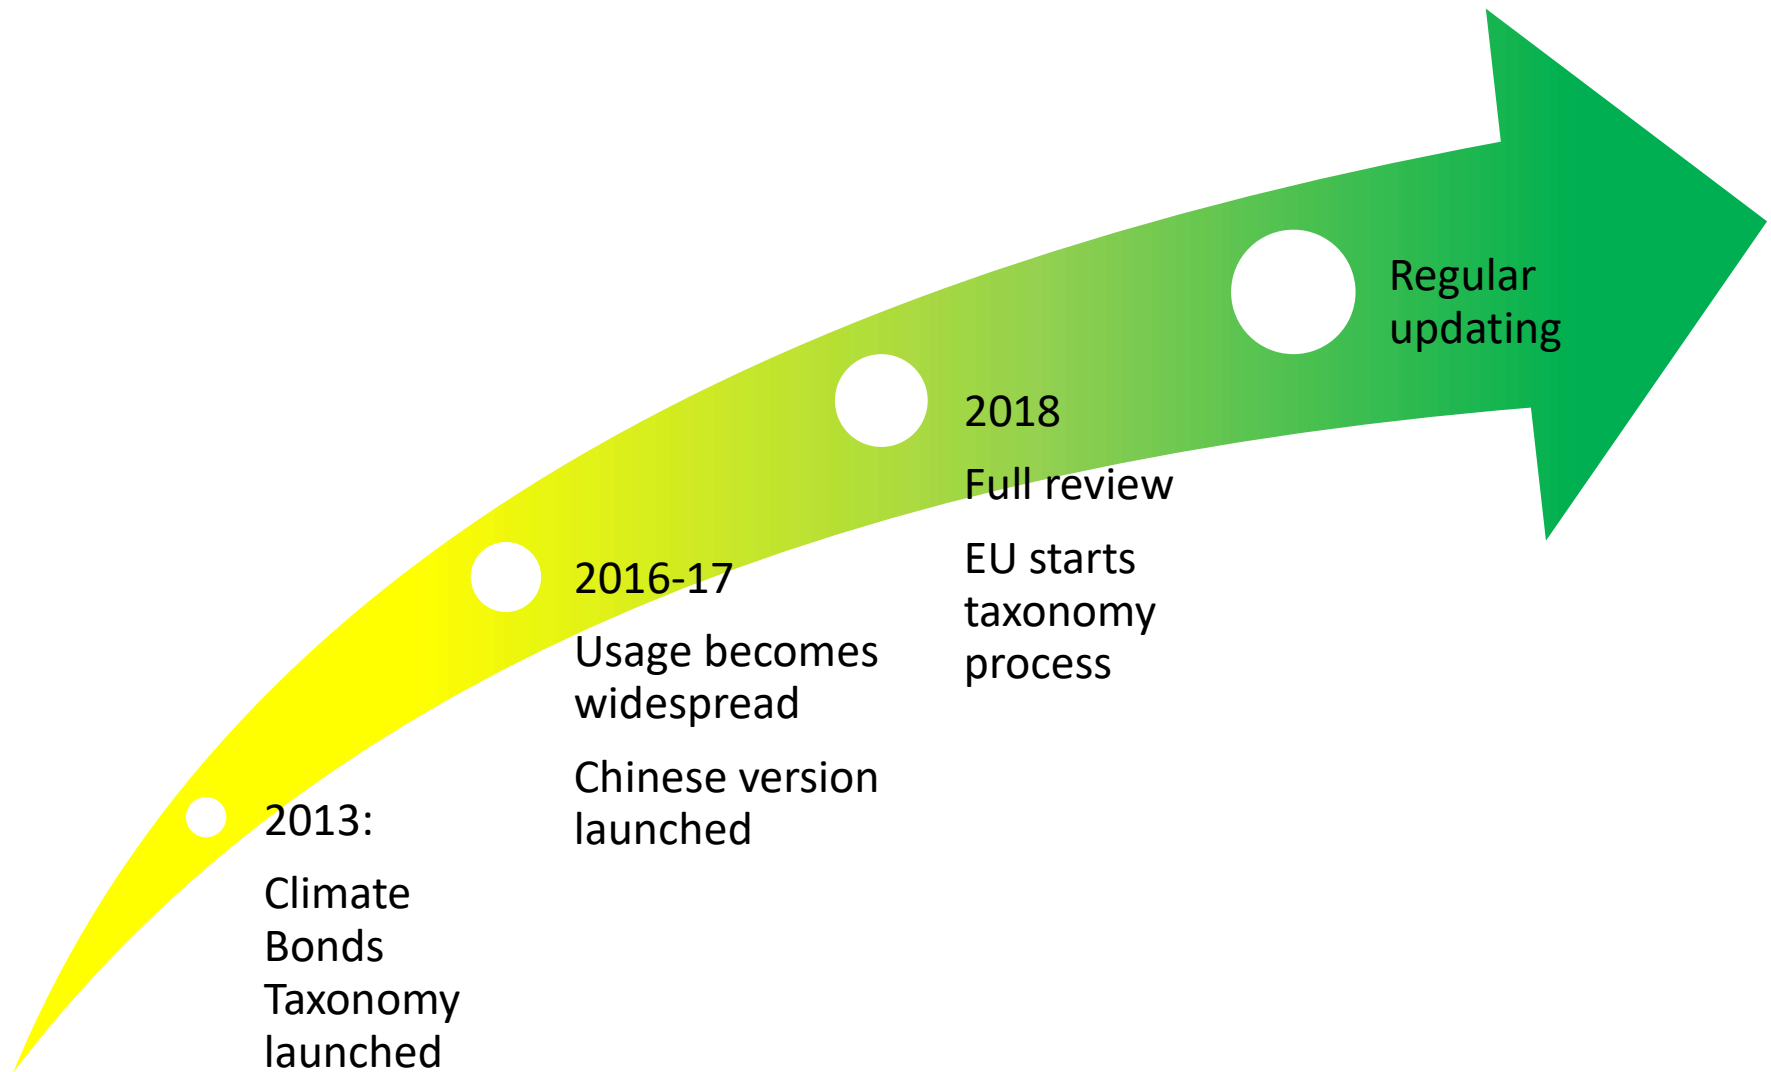 2013:
Climate
Bonds
Taxonomy
launched
2016-17
Usage becomes
widespread
Chinese version
launched
2018
Full review
EU starts
taxonomy
process
Regular
updating